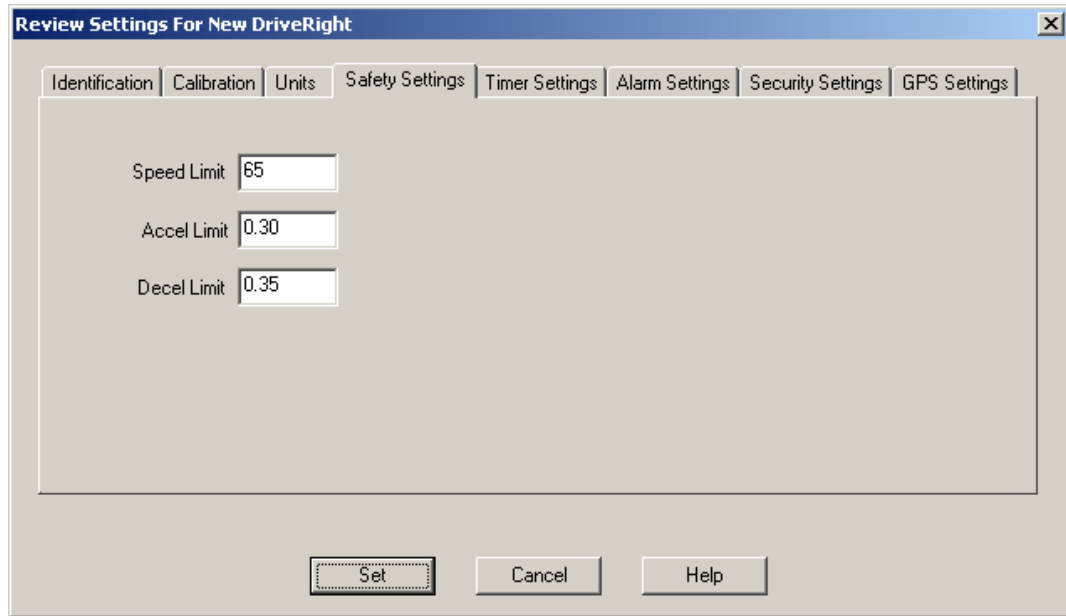 Review Settings For New DriveRight
Identification Calibration Units Safety Settings Timer Settings Alarm Settings Security Settings GPS Settings
Speed Limit 65
Accel Limit 0.30
Decel Limit 0.35
Set Cancel Help